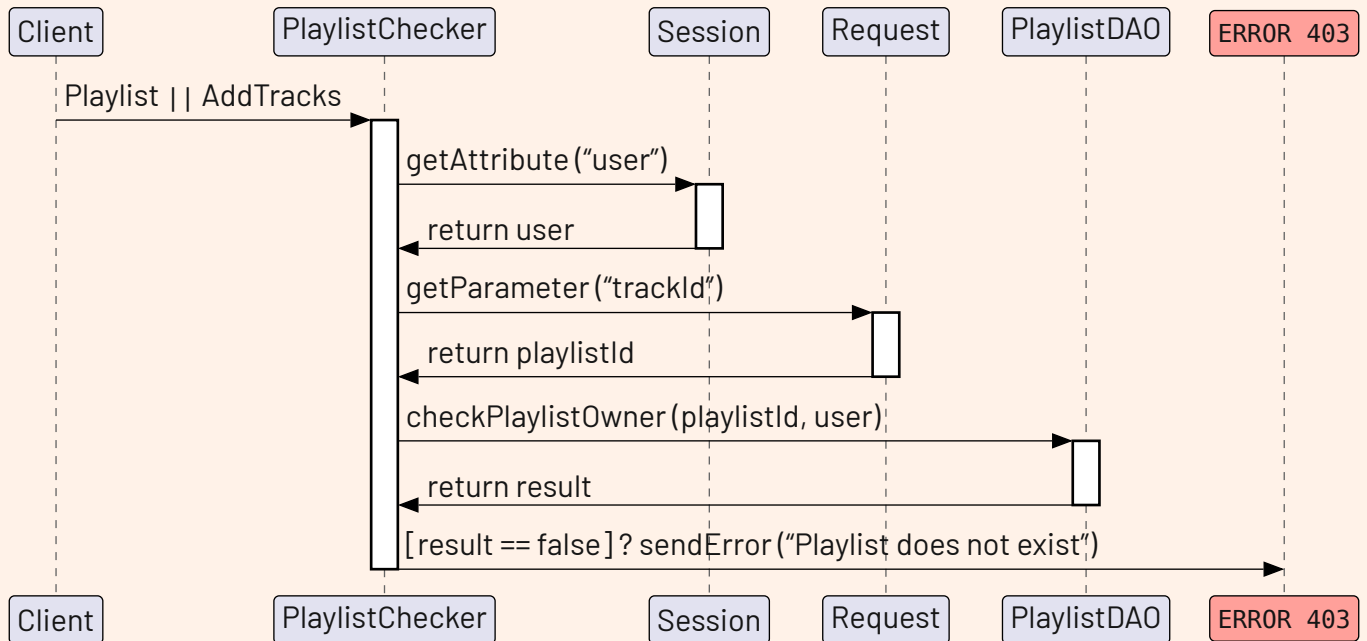 Client PlaylistChecker Session Request PlaylistDAO ERROR 403
Playlist || AddTracks
getAttribute (“user”)
return user
getParameter (“trackId”)
return playlistId
checkPlaylistOwner (playlistId, user)
return result
[result == false] ? sendError (“Playlist does not exist”)
Client PlaylistChecker Session Request PlaylistDAO ERROR 403